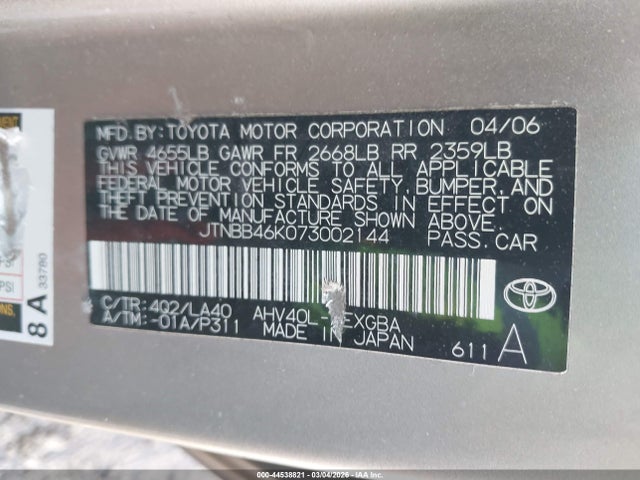 MFD. BY: TOYOTA MOTOR CORPORATION 04/06
GVWR 4655LB GAWR FR 2668LB RR 2359LB
THIS VEHICLE CONFORMS TO ALL APPLICABLE
FEDERAL MOTOR VEHICLE SAFETY, BUMPER, AND
THEFT PREVENTION STANDARDS IN EFFECT ON
THE DATE OF MANUFACTURE SHOWN ABOVE.
JTNBB46K073002144 PASS. CAR
C/TR: 4Q2/LA40 AHV40L- EXGBA
A/TM: -01A/P311 MADE IN JAPAN
611 A
8 A 33780
000-44538821 - 03/04/2026 - IAA Inc.